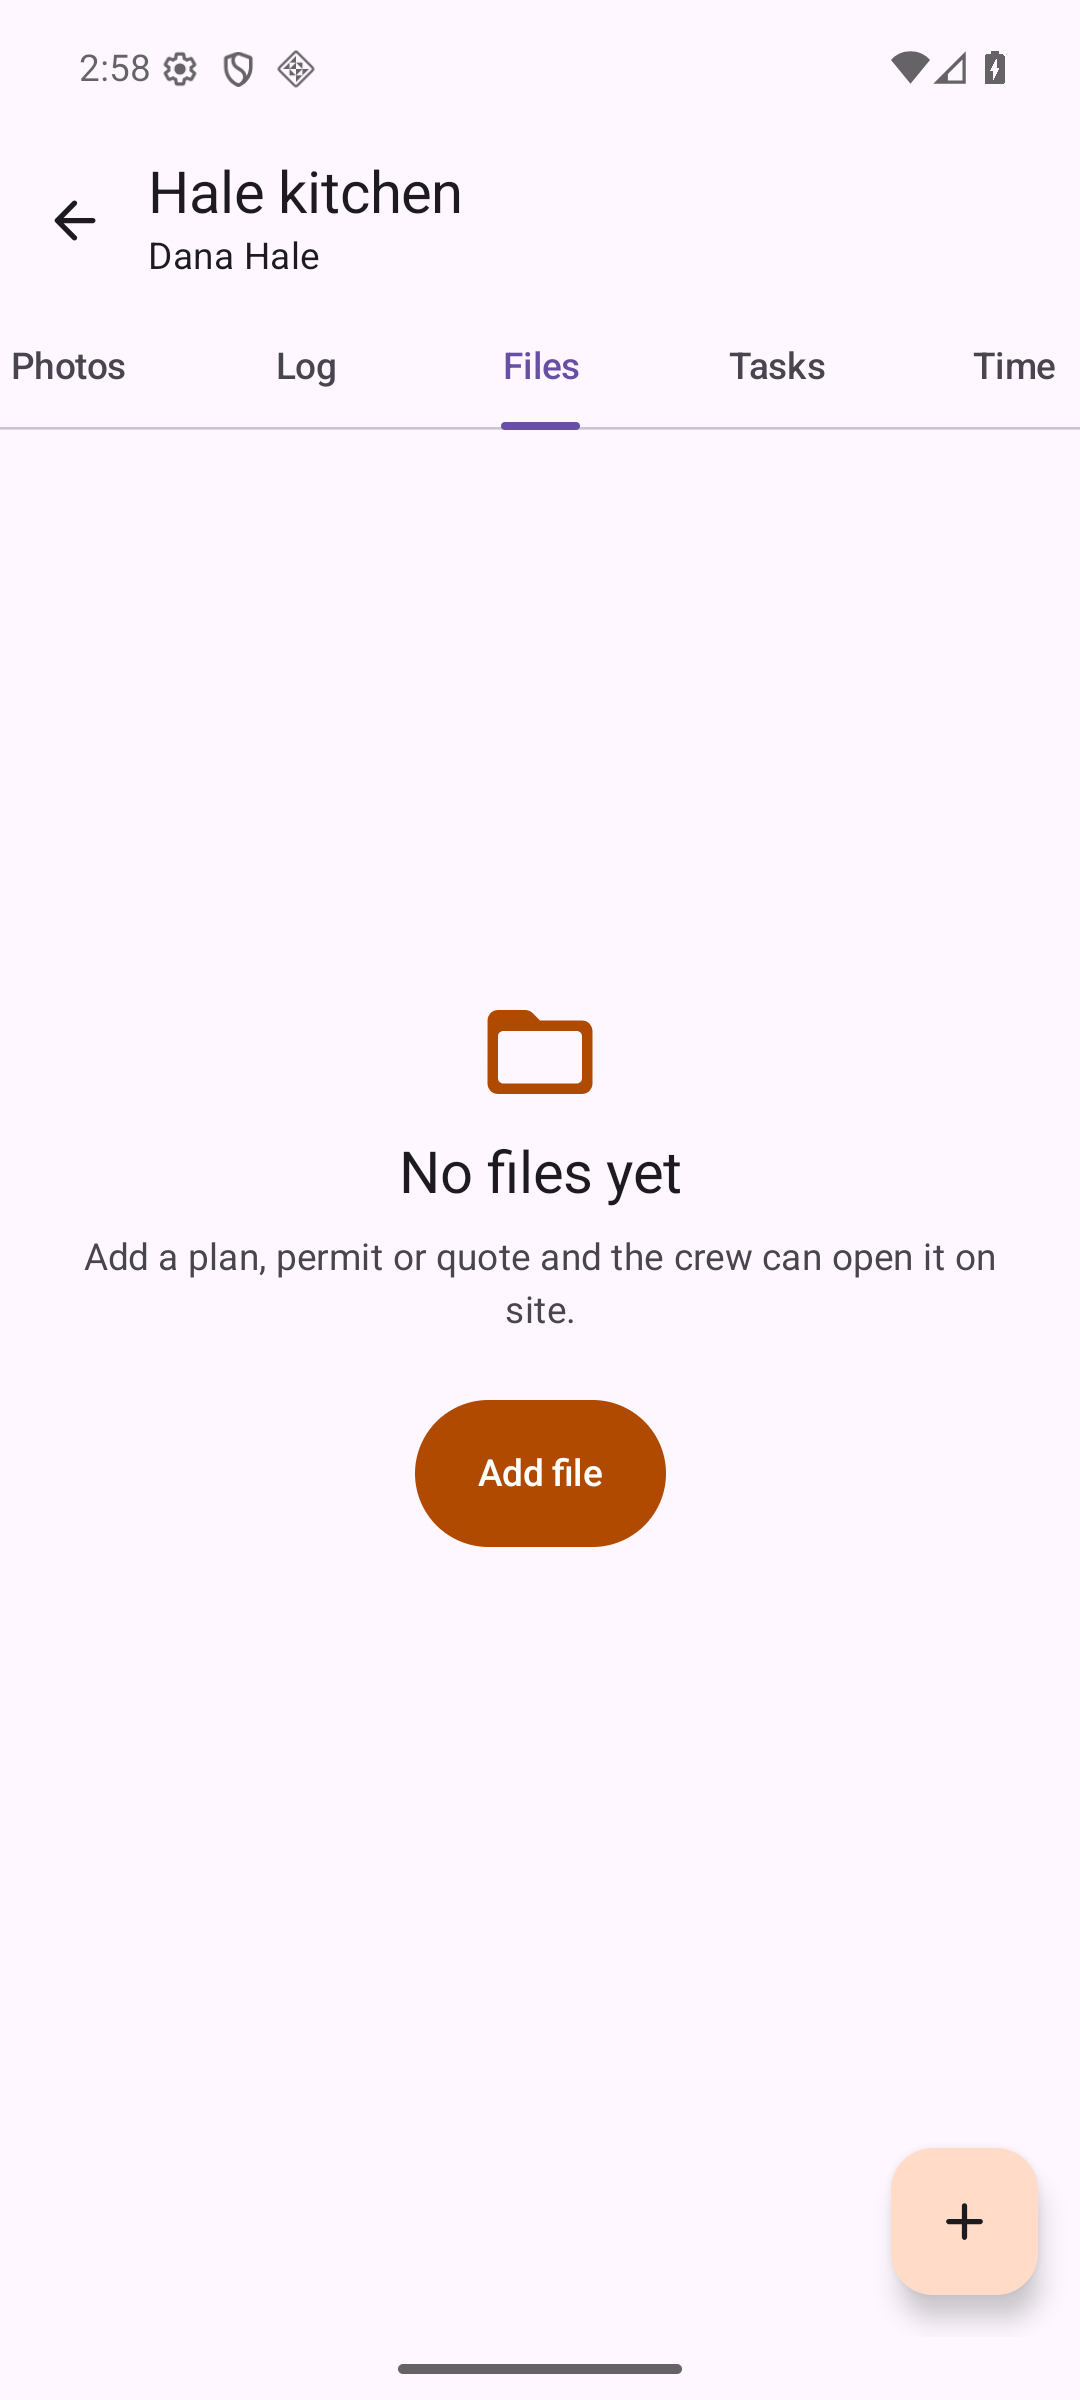 2:58
Hale kitchen
Dana Hale
Photos Log Files Tasks Time
No files yet
Add a plan, permit or quote and the crew can open it on
site.
Add file